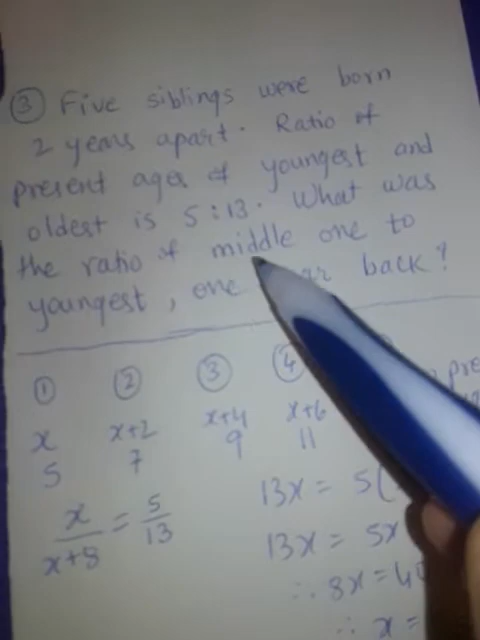 ③ Five siblings were born
2 years apart. Ratio of
present ages of youngest and
oldest is 5:13. What was
the ratio of middle one to
youngest, one back?
① ② ③ ④
x x+2 x+4 x+6
5 7 9 11
x/x+8 = 5/13
13x = 5(
13x = 5x
∴ 8x = 40
∴ x =